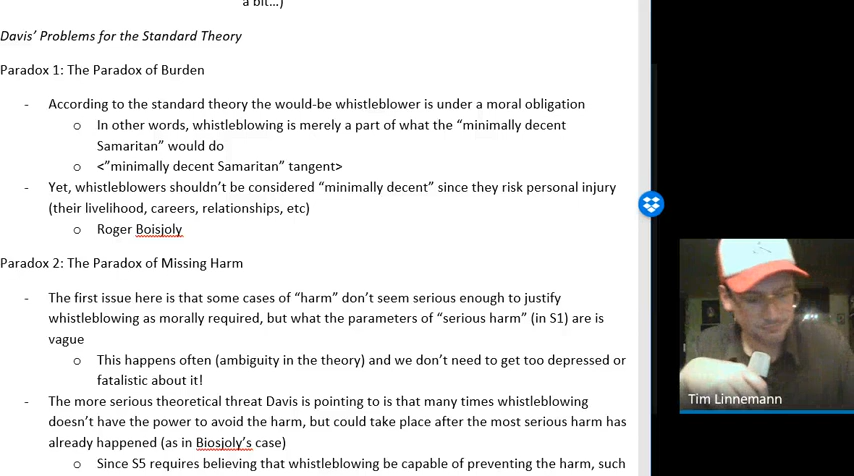 a bit…)
Davis’ Problems for the Standard Theory
Paradox 1: The Paradox of Burden
- According to the standard theory the would-be whistleblower is under a moral obligation
o In other words, whistleblowing is merely a part of what the “minimally decent
Samaritan” would do
o <”minimally decent Samaritan” tangent>
- Yet, whistleblowers shouldn’t be considered “minimally decent” since they risk personal injury
(their livelihood, careers, relationships, etc)
o Roger Boisjoly
Paradox 2: The Paradox of Missing Harm
- The first issue here is that some cases of “harm” don’t seem serious enough to justify
whistleblowing as morally required, but what the parameters of “serious harm” (in S1) are is
vague
o This happens often (ambiguity in the theory) and we don’t need to get too depressed or
fatalistic about it!
- The more serious theoretical threat Davis is pointing to is that many times whistleblowing
doesn’t have the power to avoid the harm, but could take place after the most serious harm has
already happened (as in Biosjoly’s case)
o Since S5 requires believing that whistleblowing be capable of preventing the harm, such
Tim Linnemann